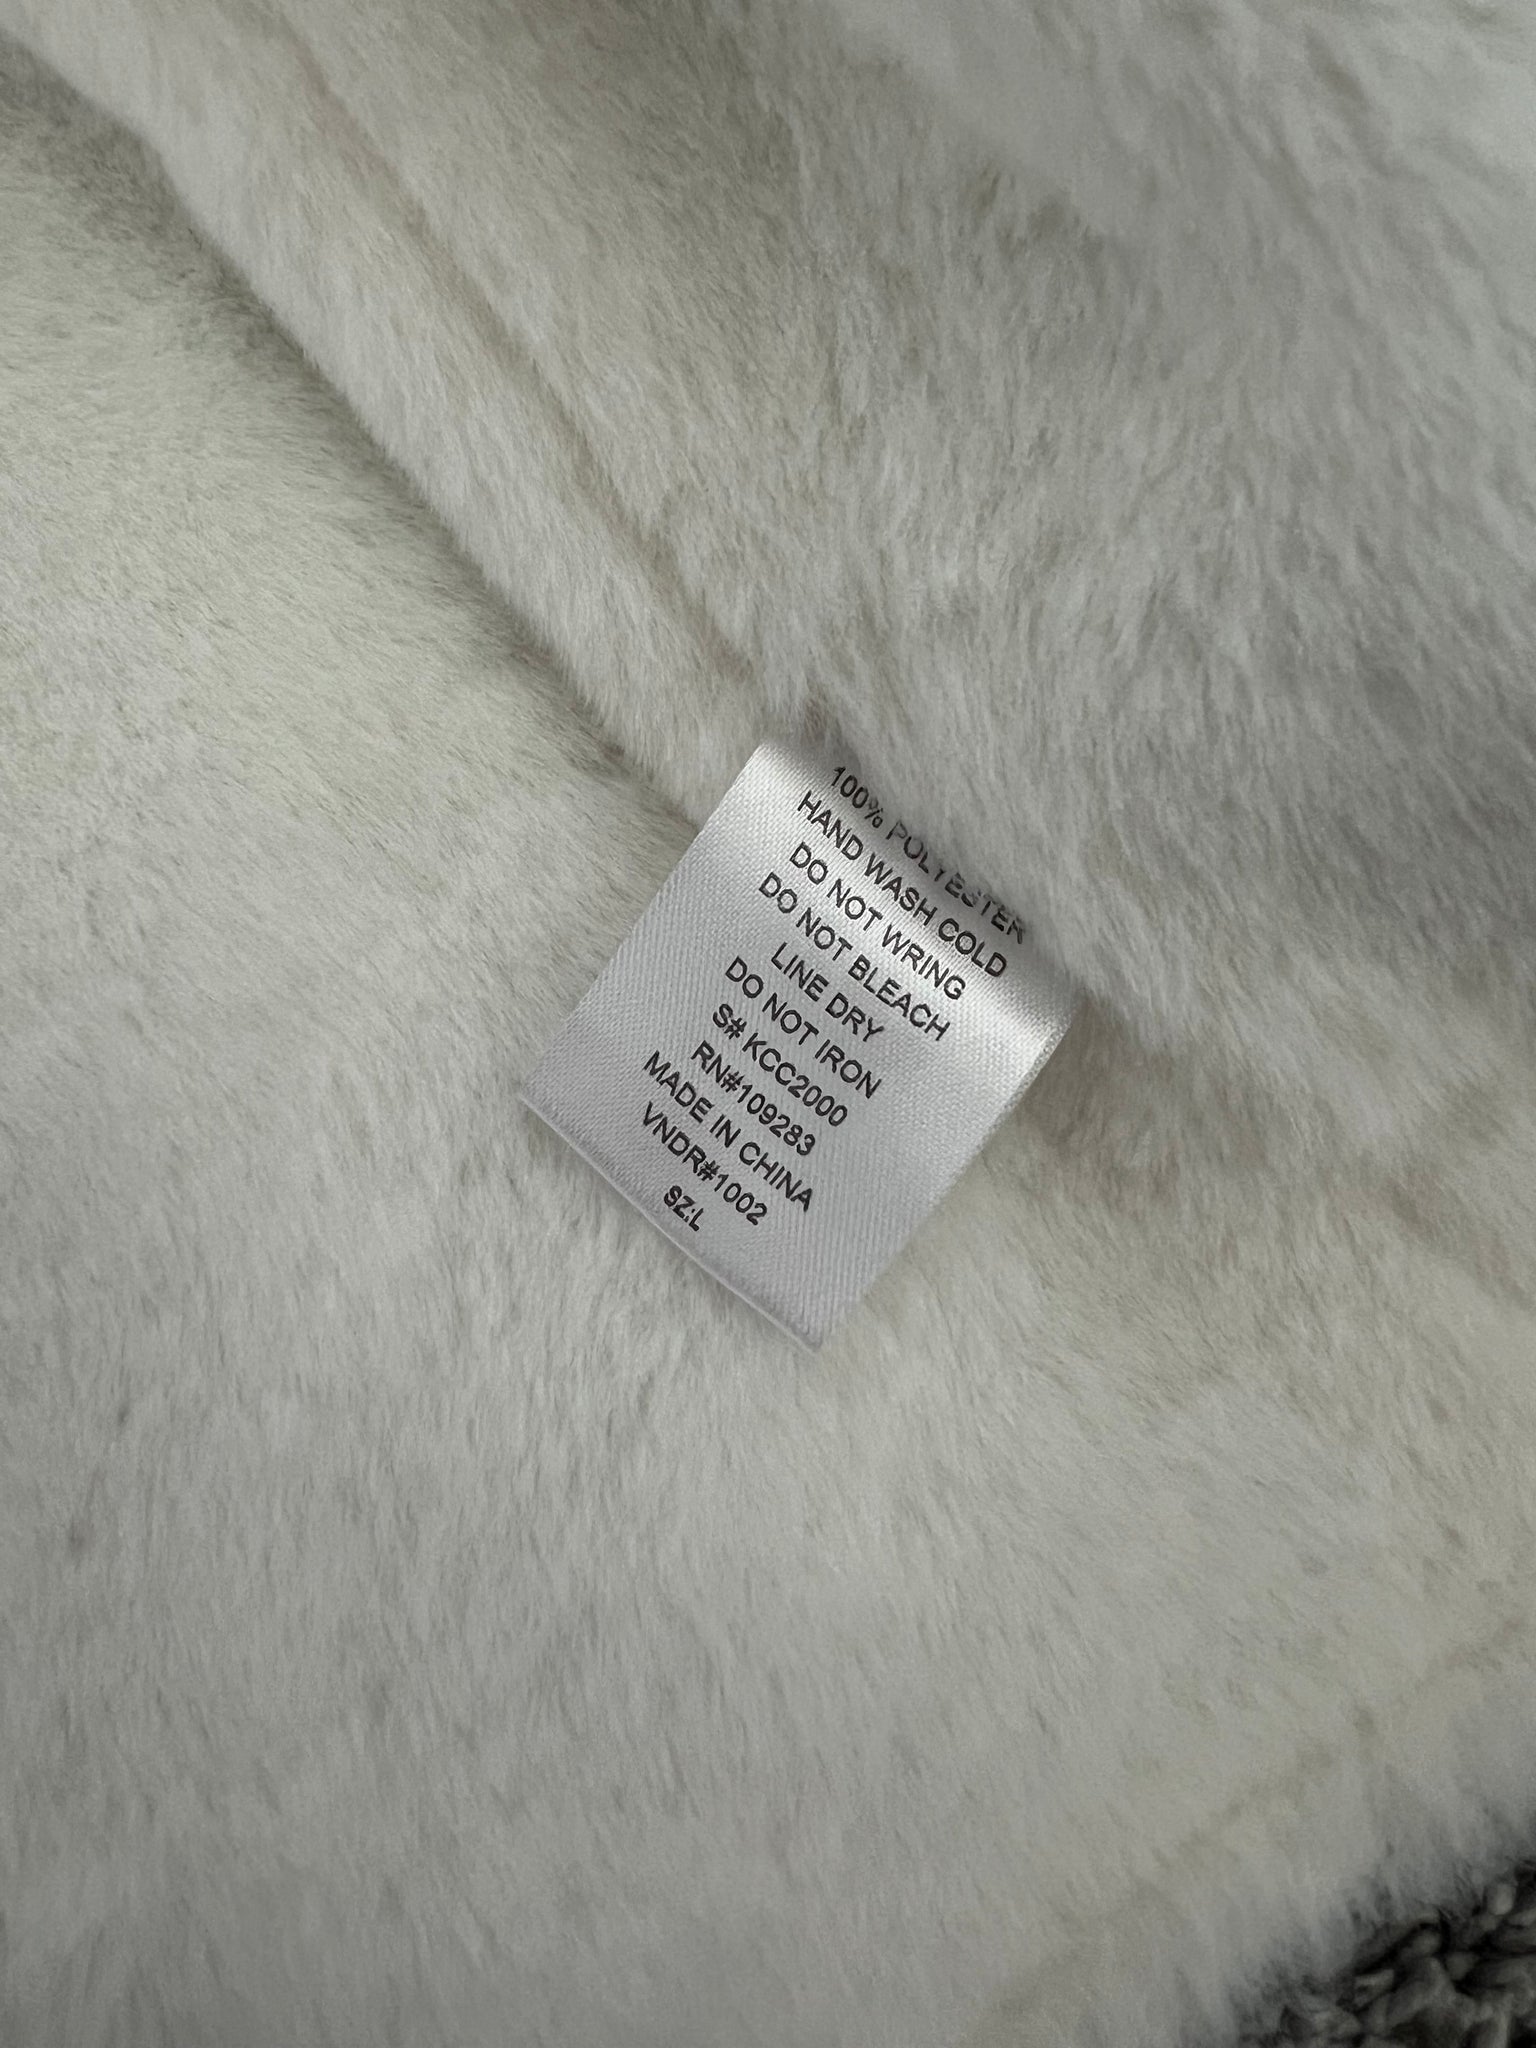 100% POLYESTER
HAND WASH COLD
DO NOT WRING
DO NOT BLEACH
LINE DRY
DO NOT IRON
S# KCC2000
RN#109283
MADE IN CHINA
VNDR#1002
SZ:L